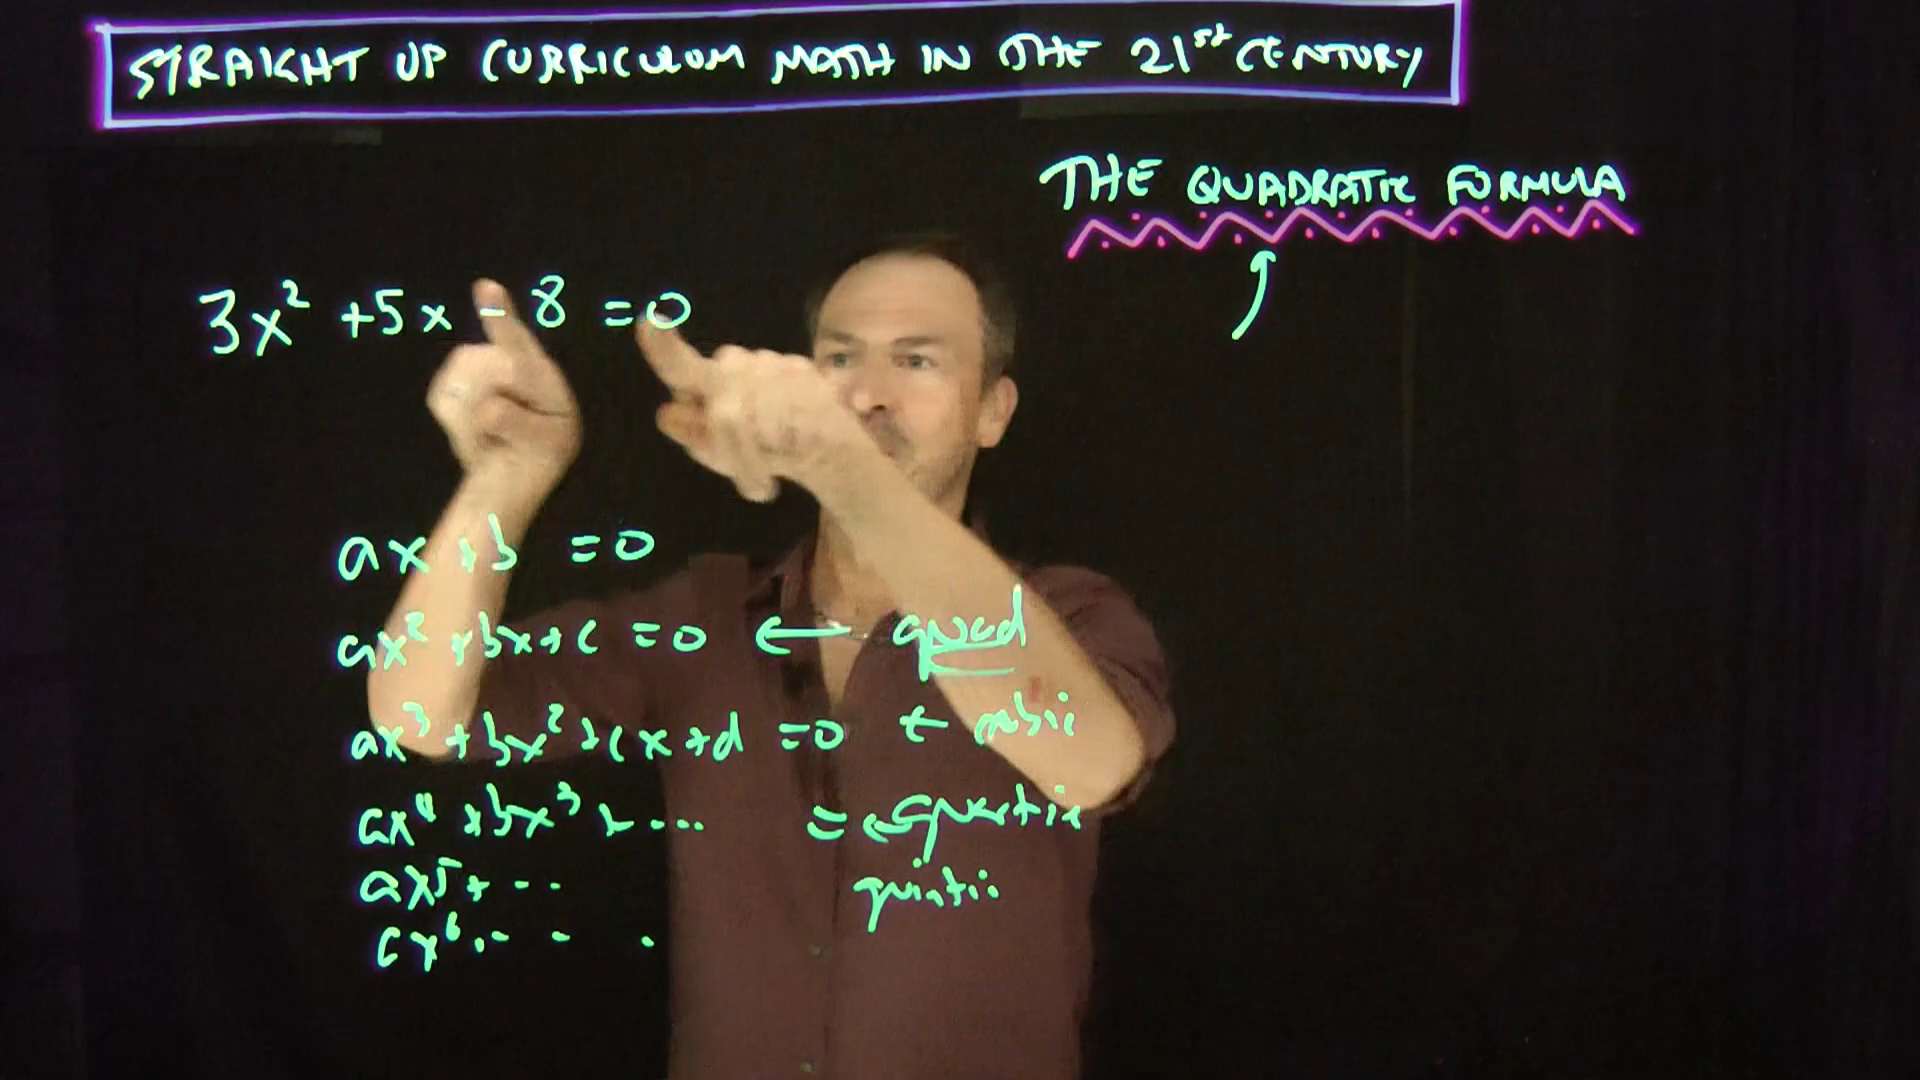 STRAIGHT UP CURRICULUM MATH IN THE 21st CENTURY
THE QUADRATIC FORMULA
3x² +5x - 8 =0
ax + b =0
ax² + bx + c =0 ← quad
ax³ + bx² + cx + d =0 ← cubic
ax⁴ + bx³ + ... = ← quartic
ax5 + -- quintic
cx⁶ .- - .